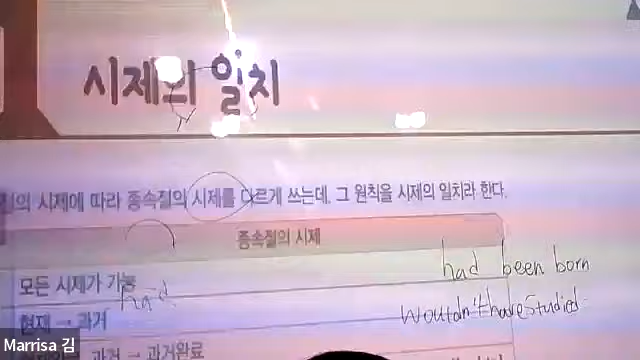 시제의 일치
절의 시제에 따라 종속절의 시제를 다르게 쓰는데, 그 원칙을 시제의 일치라 한다.
종속절의 시제
모든 시제가 가능
had been born
had
현재 → 과거
wouldn't have studied
과거 → 과거완료
Marrisa 김